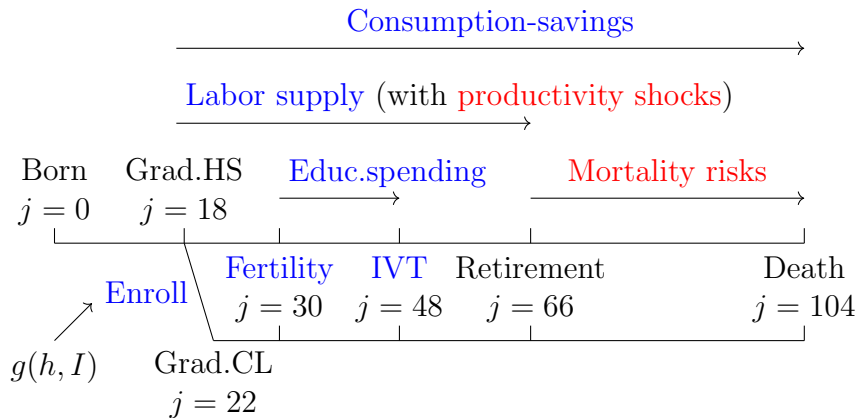 Consumption-savings
Labor supply (with productivity shocks)
Born Grad.HS Educ.spending Mortality risks
j = 0 j = 18
Enroll Fertility IVT Retirement Death
j = 30 j = 48 j = 66 j = 104
g(h, I) Grad.CL
j = 22